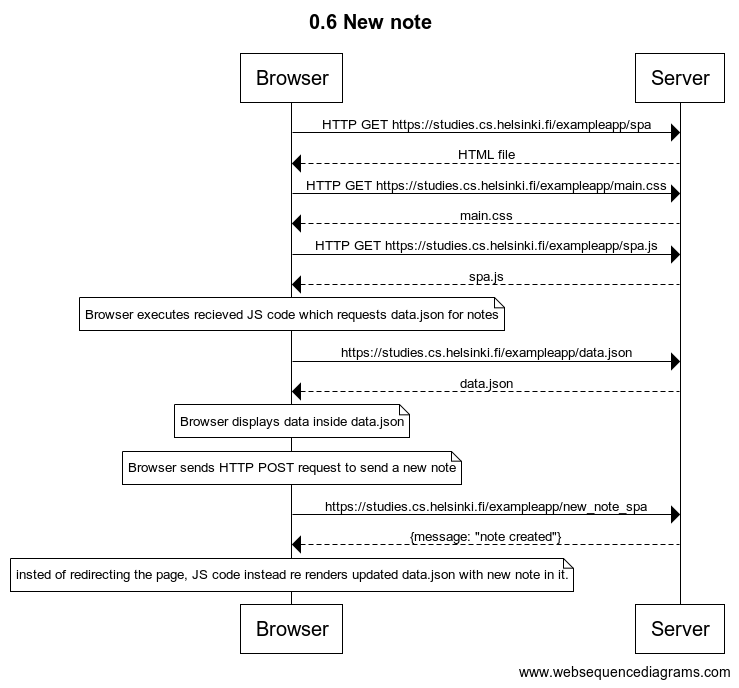 0.6 New note
Browser
Server
HTTP GET https://studies.cs.helsinki.fi/exampleapp/spa
HTML file
HTTP GET https://studies.cs.helsinki.fi/exampleapp/main.css
main.css
HTTP GET https://studies.cs.helsinki.fi/exampleapp/spa.js
spa.js
Browser executes recieved JS code which requests data.json for notes
https://studies.cs.helsinki.fi/exampleapp/data.json
data.json
Browser displays data inside data.json
Browser sends HTTP POST request to send a new note
https://studies.cs.helsinki.fi/exampleapp/new_note_spa
{message: "note created"}
insted of redirecting the page, JS code instead re renders updated data.json with new note in it.
Browser
Server
www.websequencediagrams.com